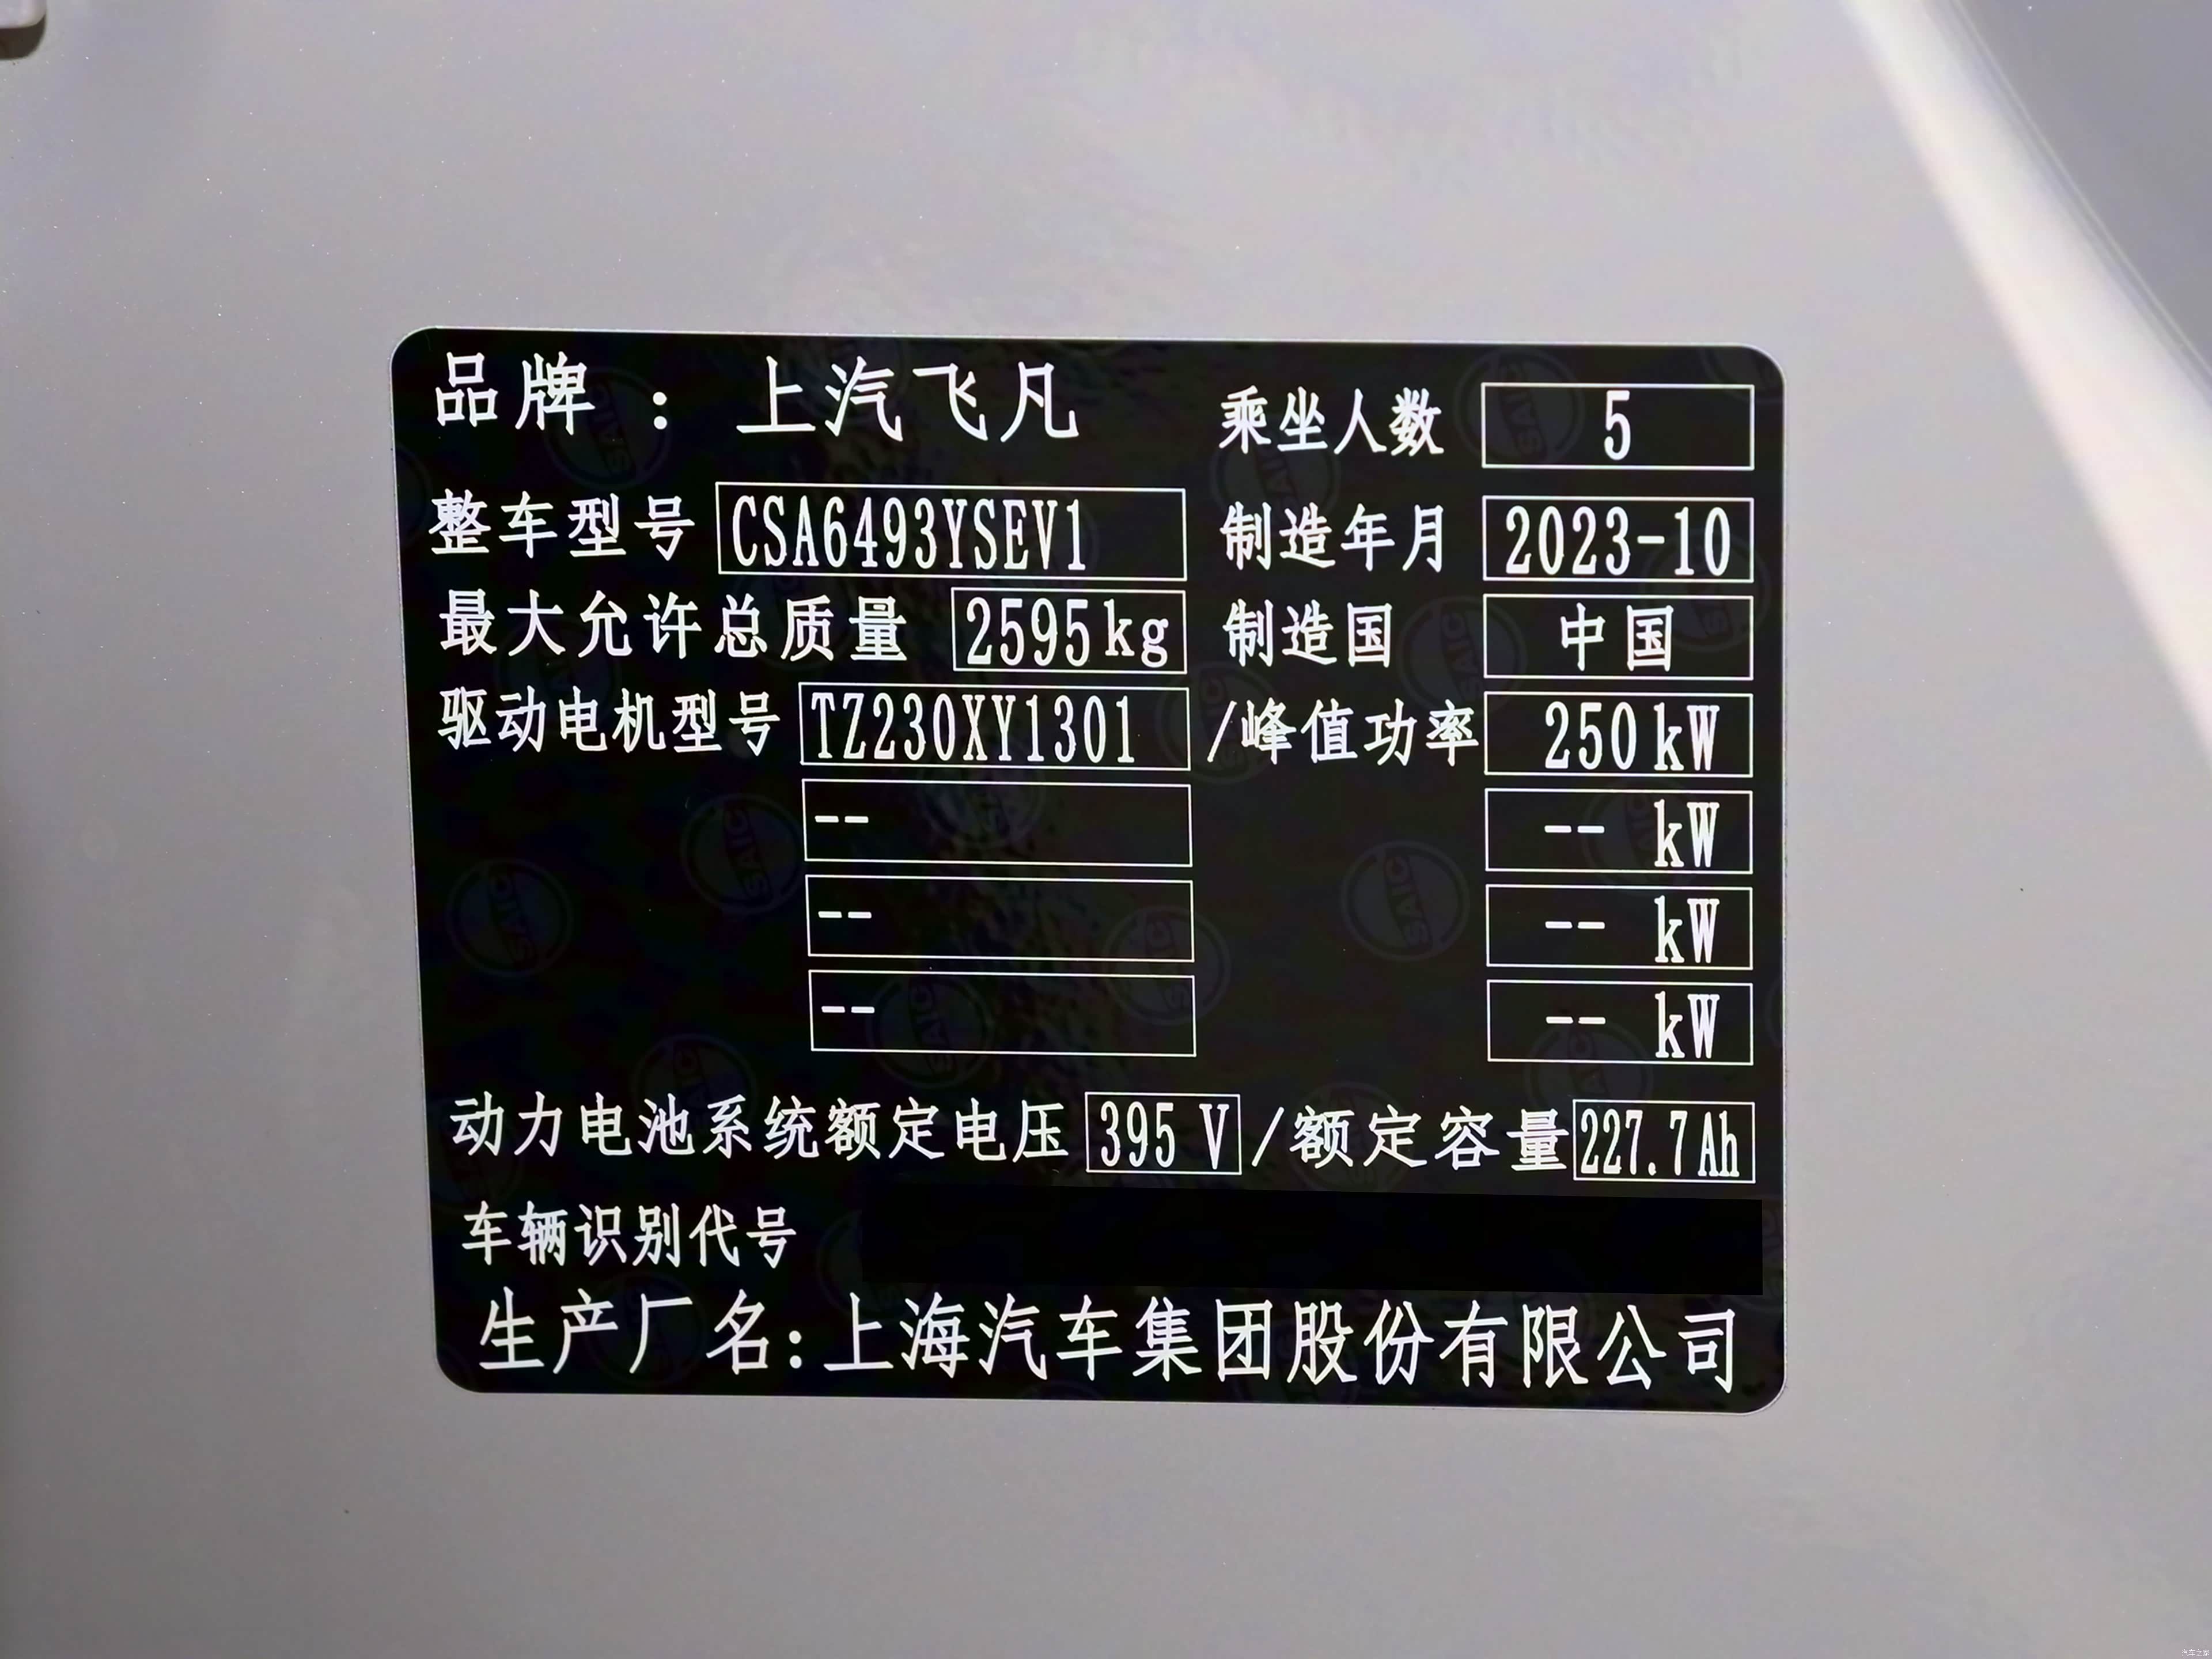 品牌 : 上汽飞凡 乘坐人数 5
整车型号 CSA6493YSEV1 制造年月 2023-10
最大允许总质量 2595kg 制造国 中国
驱动电机型号 TZ230XY1301 /峰值功率 250kW
-- -- kW
-- -- kW
-- -- kW
动力电池系统额定电压 395 V /额定容量 227.7Ah
车辆识别代号
生产厂名:上海汽车集团股份有限公司
汽车之家